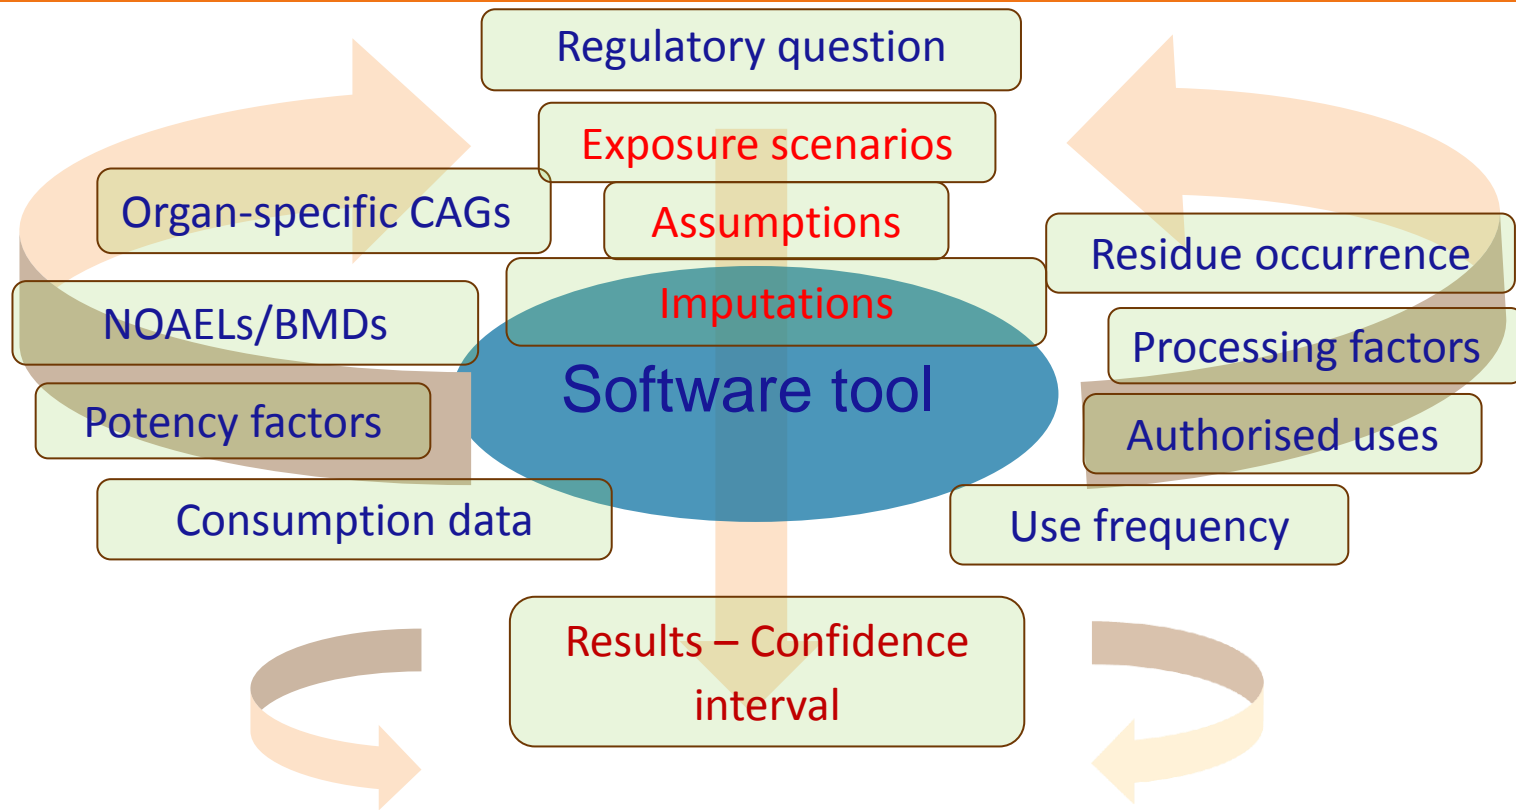 Regulatory question
Exposure scenarios
Organ-specific CAGs
Assumptions
Residue occurrence
Imputations
NOAELs/BMDs
Processing factors
Software tool
Potency factors
Authorised uses
Consumption data
Use frequency
Results – Confidence
interval